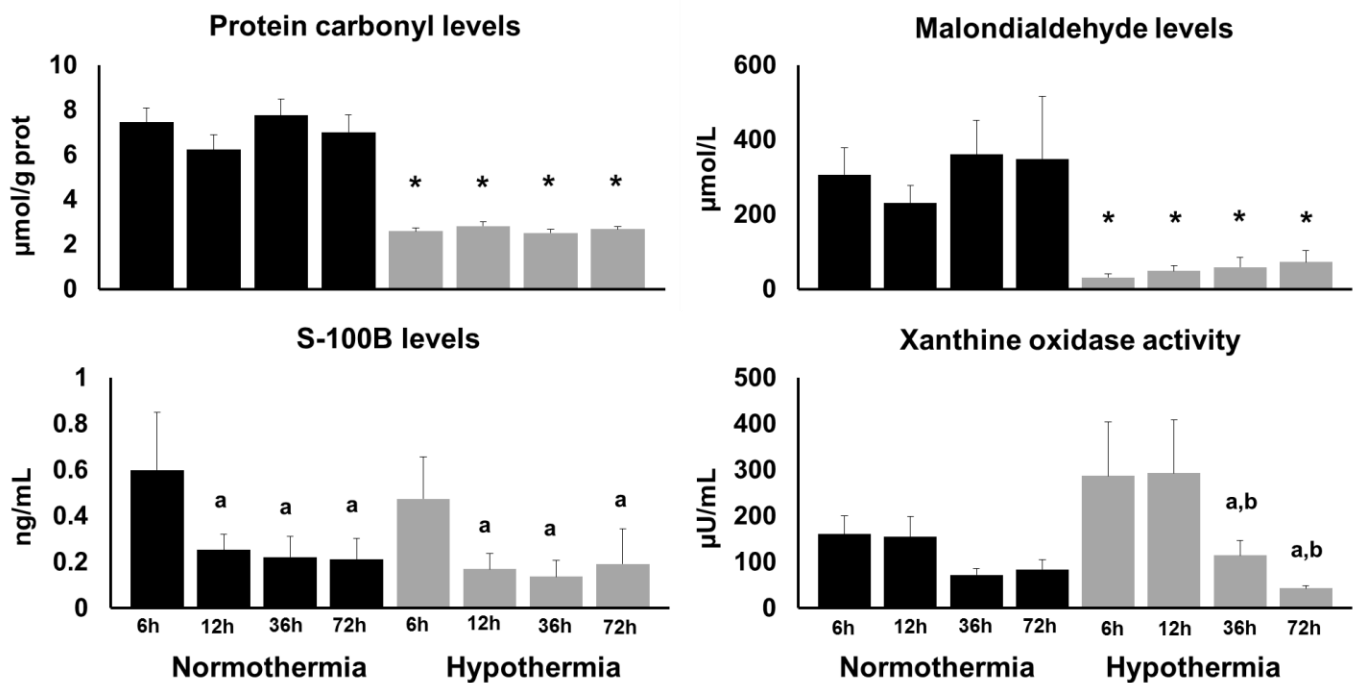 Protein carbonyl levels
µmol/g prot
10
8
6
4
2
0
* * * *
Malondialdehyde levels
µmol/L
600
400
200
0
* * * *
S-100B levels
ng/mL
1
0.8
0.6
0.4
0.2
0
a a a a a a
6h 12h 36h 72h 6h 12h 36h 72h
Normothermia Hypothermia
Xanthine oxidase activity
µU/mL
500
400
300
200
100
0
a,b a,b
6h 12h 36h 72h 6h 12h 36h 72h
Normothermia Hypothermia